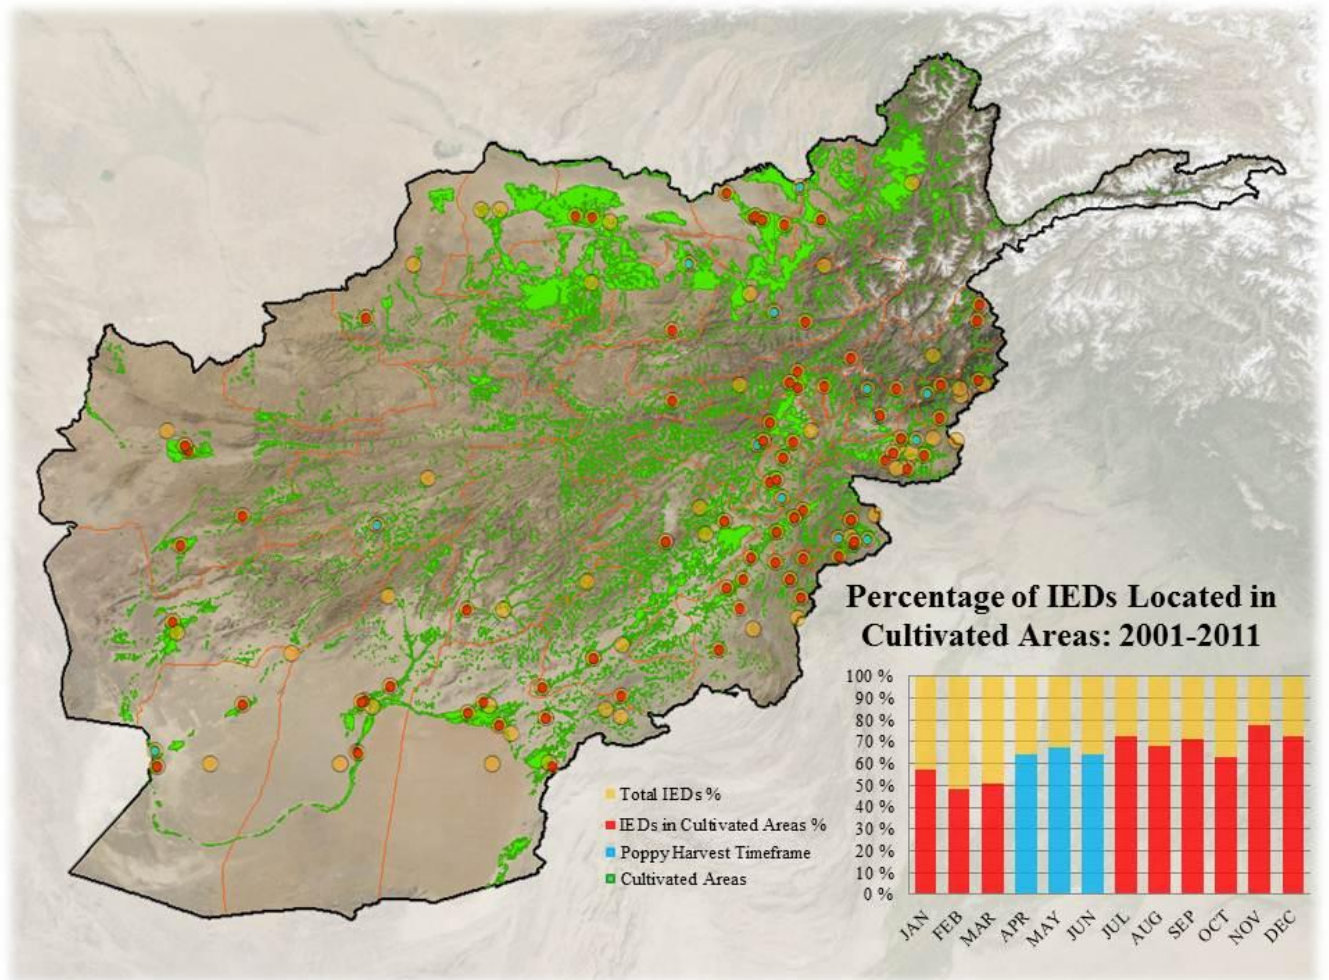 Percentage of IEDs Located in
Cultivated Areas: 2001-2011
100 %
90 %
80 %
70 %
60 %
50 %
40 %
30 %
20 %
10 %
0 %
JAN
FEB
MAR
APR
MAY
JUN
JUL
AUG
SEP
OCT
NOV
DEC
Total IEDs %
IEDs in Cultivated Areas %
Poppy Harvest Timeframe
Cultivated Areas